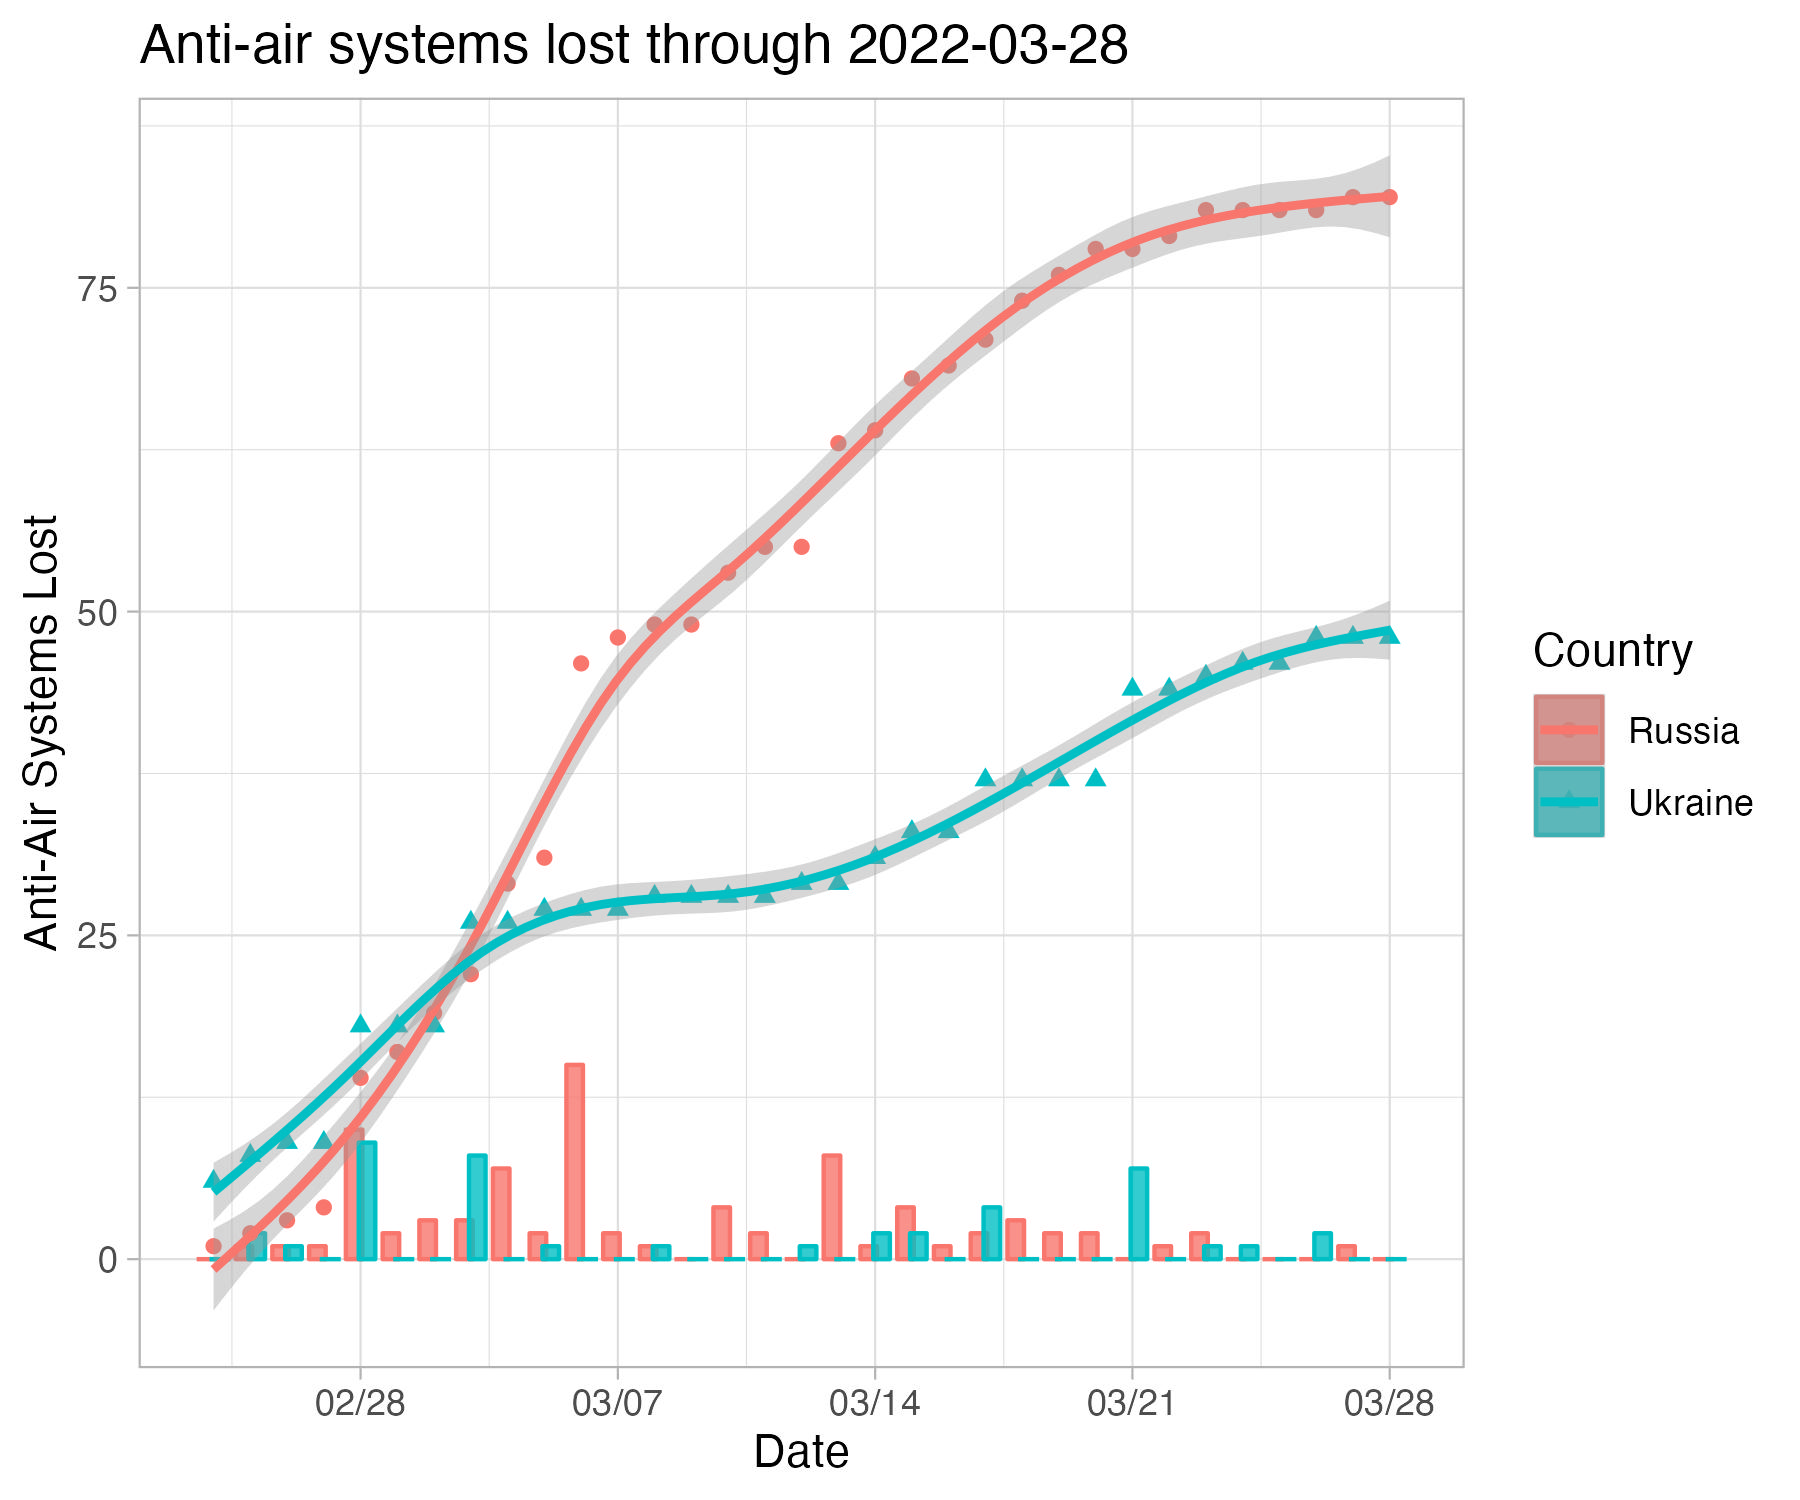 Anti-air systems lost through 2022-03-28
Anti-Air Systems Lost
75
50
25
0
02/28 03/07 03/14 03/21 03/28
Date
Country
Russia
Ukraine